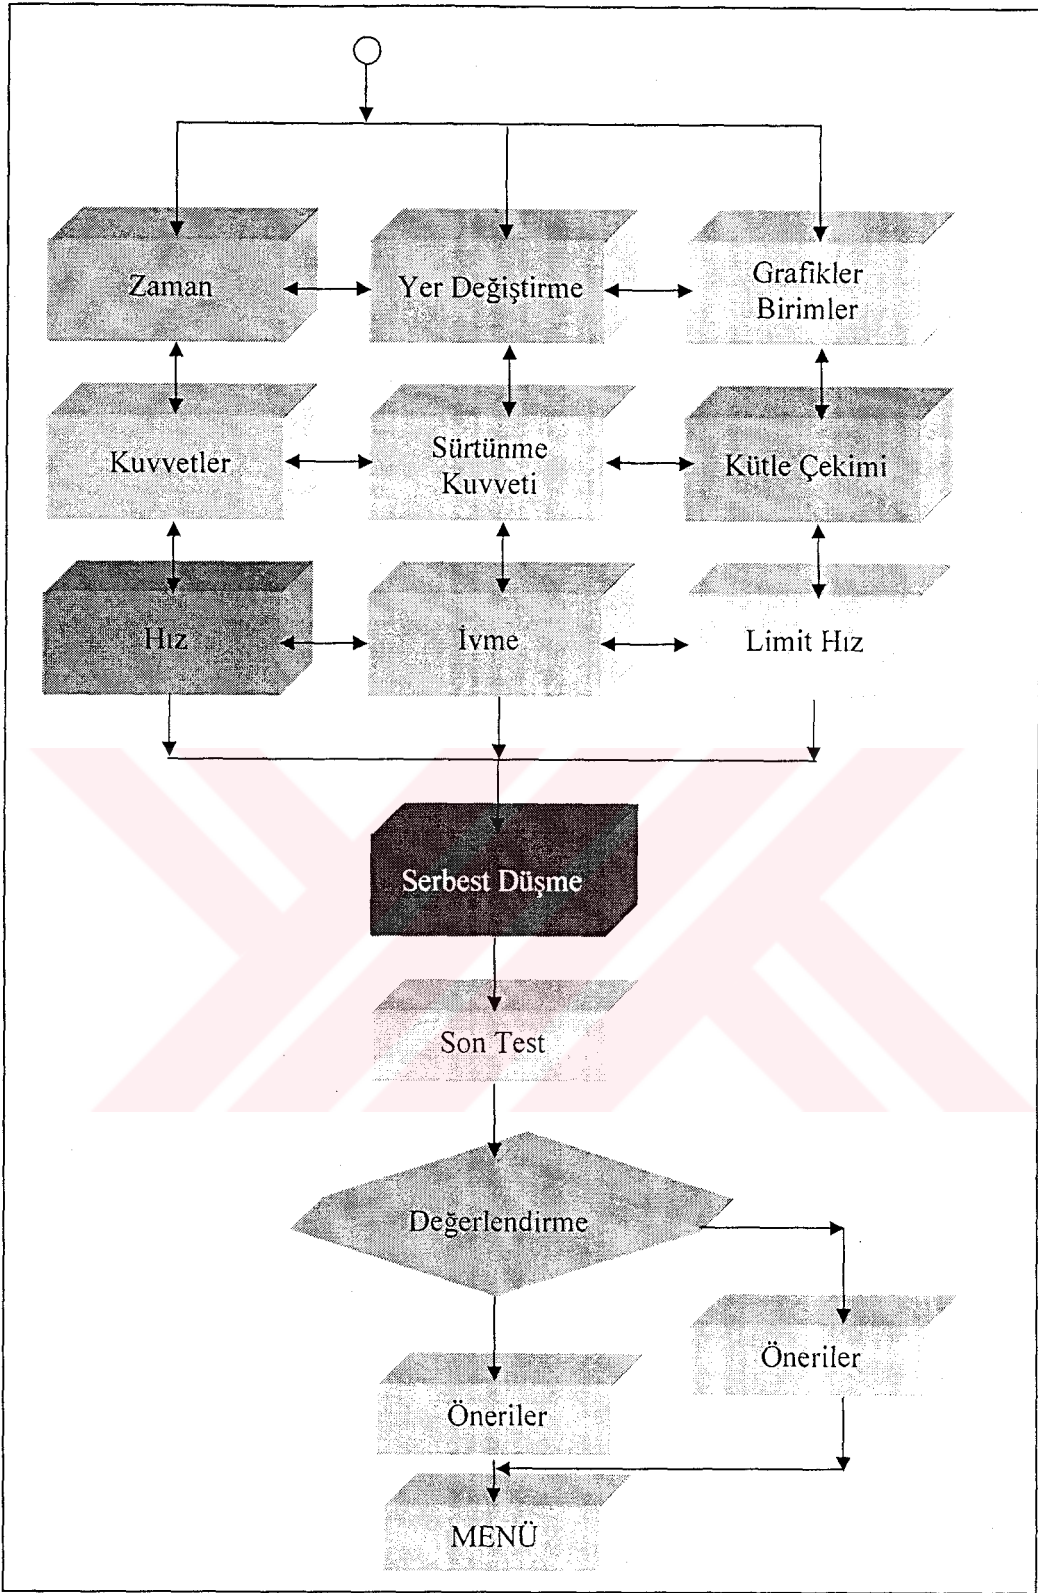 Zaman
Yer Değiştirme
Grafikler
Birimler
Kuvvetler
Sürtünme
Kuvveti
Kütle Çekimi
Hız
İvme
Limit Hız
Serbest Düşme
Son Test
Değerlendirme
Öneriler
Öneriler
MENÜ